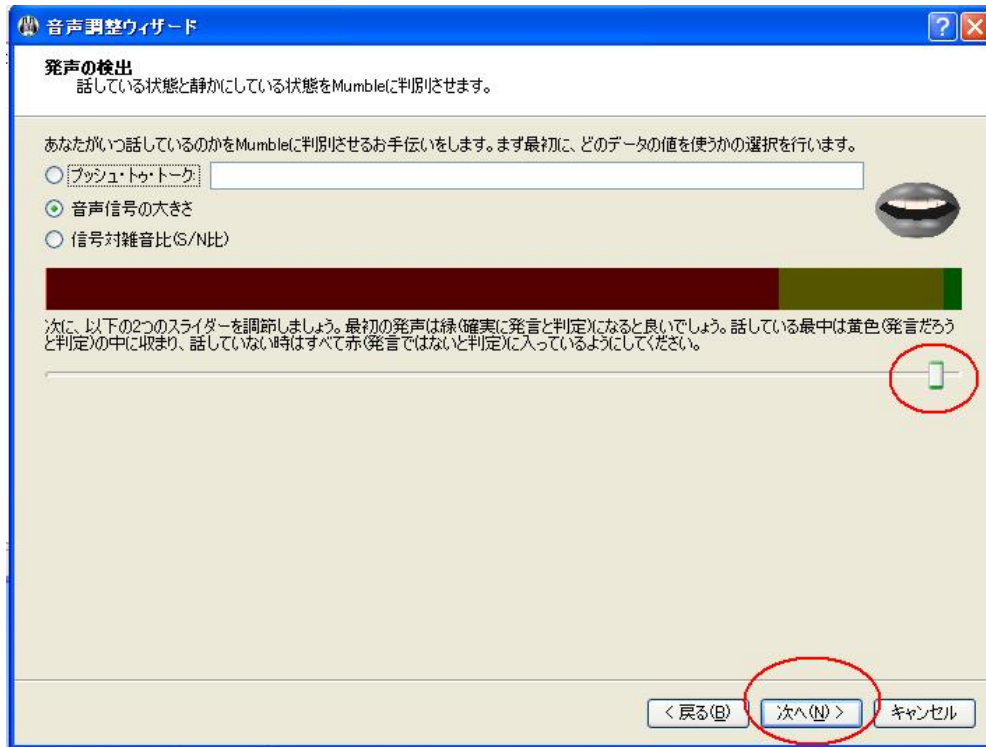 音声調整ウィザード
発声の検出
話している状態と静かにしている状態をMumbleに判別させます。
あなたがいつ話しているのかをMumbleに判別させるお手伝いをします。まず最初に、どのデータの値を使うかの選択を行います。
プッシュ・トゥ・トーク:
音声信号の大きさ
信号対雑音比(S/N比)
次に、以下の2つのスライダーを調節しましょう。最初の発声は緑(確実に発言と判定)になると良いでしょう。話している最中は黄色(発言だろう
と判定)の中に収まり、話していない時はすべて赤(発言ではないと判定)に入っているようにしてください。
< 戻る(B) 次へ(N) > キャンセル